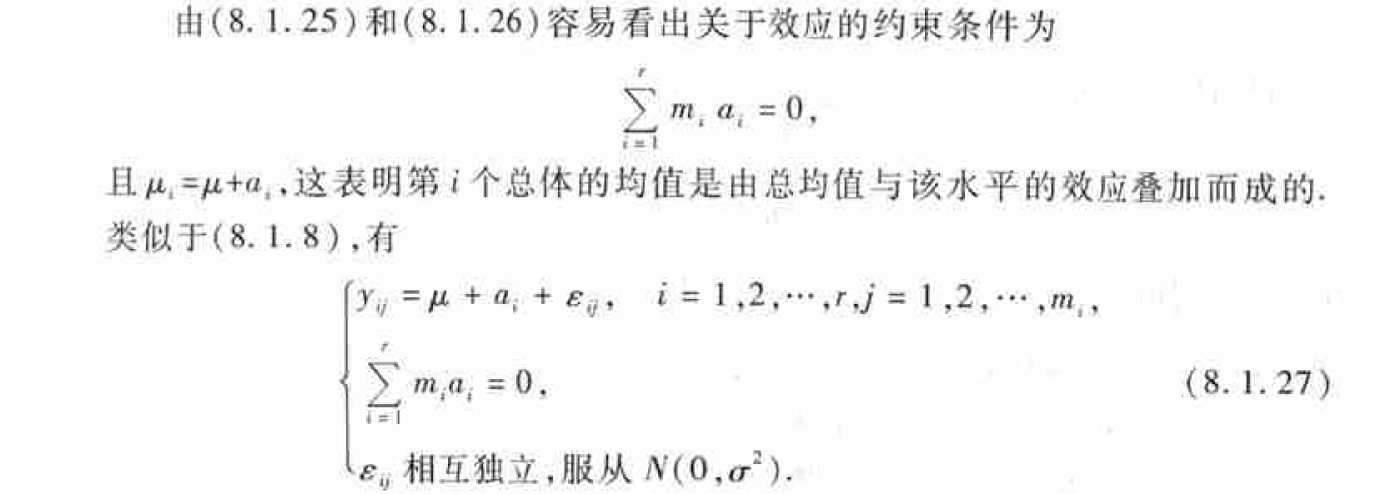 由(8.1.25)和(8.1.26)容易看出关于效应的约束条件为
$$\sum_{i=1}^{r} m_i a_i = 0,$$
且 $\mu_i = \mu + a_i$,这表明第 $i$ 个总体的均值是由总均值与该水平的效应叠加而成的.
类似于(8.1.8),有
$$\begin{cases} y_{ij} = \mu + a_i + \varepsilon_{ij}, \quad i = 1,2,\cdots,r, j = 1,2,\cdots,m_i, \\ \sum_{i=1}^{r} m_i a_i = 0, \\ \varepsilon_{ij} \text{ 相互独立,服从 } N(0,\sigma^2). \end{cases} \quad (8.1.27)$$